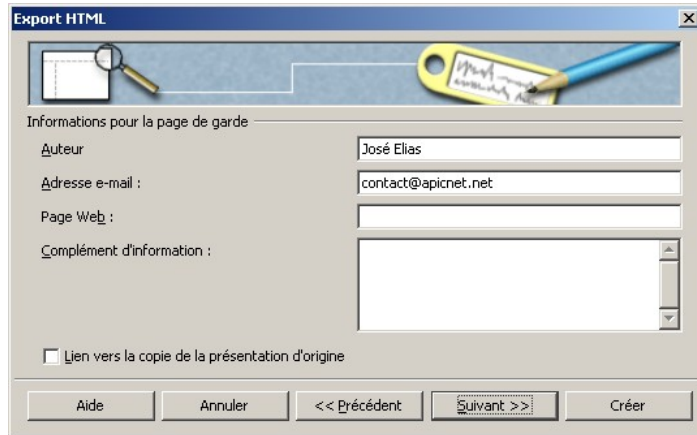 Export HTML
Informations pour la page de garde
Auteur
José Elias
Adresse e-mail :
contact@apicnet.net
Page Web :
Complément d'information :
Lien vers la copie de la présentation d'origine
Aide
Annuler
<< Précédent
Suivant >>
Créer